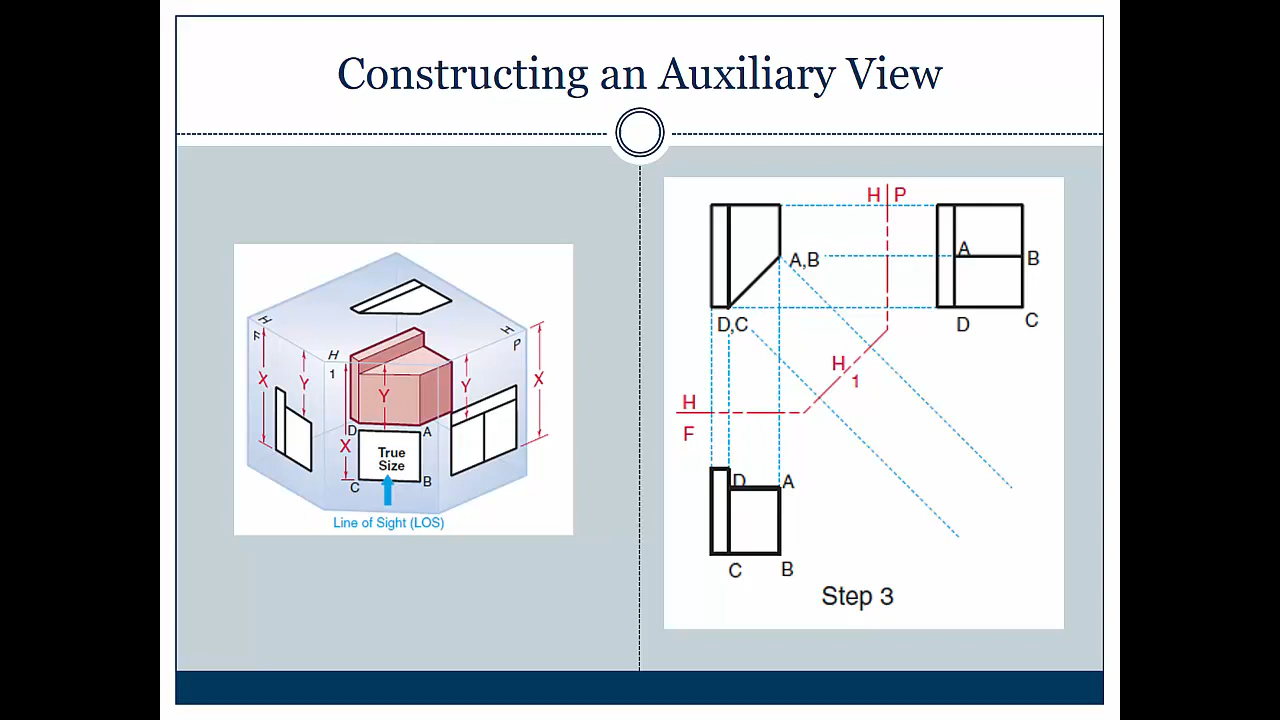 Constructing an Auxiliary View
H
F
H
1
H
P
X
Y
Y
Y
X
X
D
A
True
Size
C
B
Line of Sight (LOS)
H P
A,B
A
B
D,C
D
C
H
1
H
F
D
A
C
B
Step 3